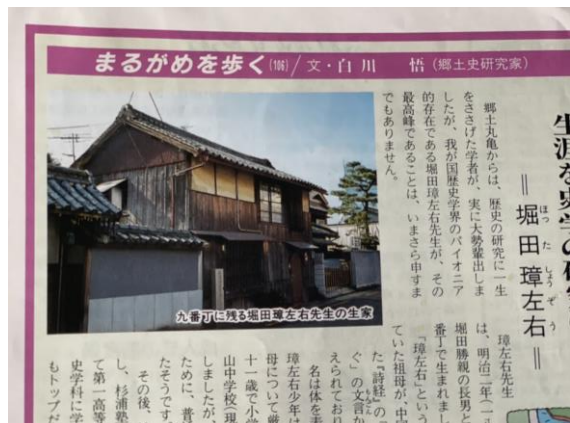 まるがめを歩く(106)/文・白川 悟(郷土史研究家)
堀田璋左右
ほっ た しょう ぞ う
郷土丸亀からは、歴史の研究に一生
をささげた学者が、実に大勢輩出しま
したが、我が国歴史学界のパイオニア
的存在である堀田璋左右先生が、その
最高峰であることは、いまさら申すま
でもありません。
九番丁に残る堀田璋左右先生の生家
璋左右先生
は、明治二年(一
堀田勝親の長男と
番丁で生まれまし
「璋左右」という
ていた祖母が、中
た『詩経』の「
ぐ」の文言か
もんごん
えられており
名は体を表
璋左右少年は
母について厳
十一歳で小学
山中学校(現
しましたが、
ために、普
たそうです。
その後、
し、杉浦塾
て第一高等
史学科に学
もトップだ